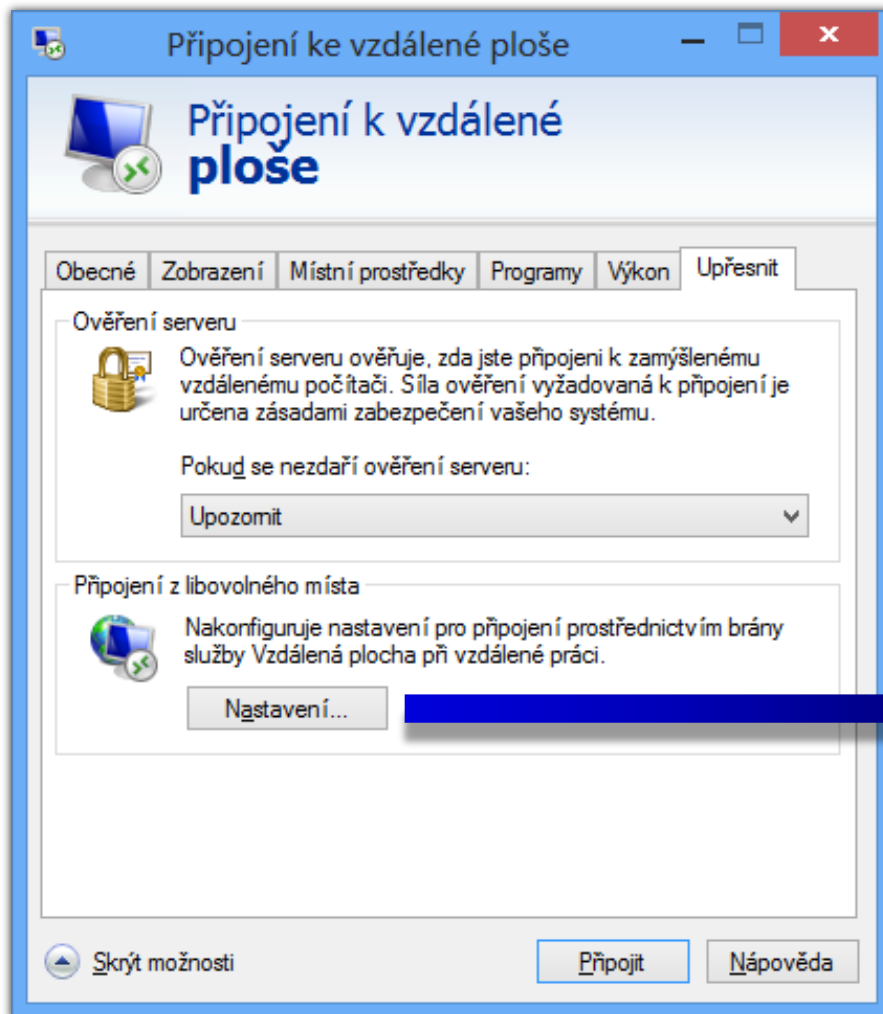 Připojení ke vzdálené ploše
Připojení k vzdálené
ploše
Obecné Zobrazení Místní prostředky Programy Výkon Upřesnit
Ověření serveru
Ověření serveru ověřuje, zda jste připojeni k zamýšlenému
vzdálenému počítači. Síla ověření vyžadovaná k připojení je
určena zásadami zabezpečení vašeho systému.
Pokud se nezdaří ověření serveru:
Upozornit
Připojení z libovolného místa
Nakonfiguruje nastavení pro připojení prostřednictvím brány
služby Vzdálená plocha při vzdálené práci.
Nastavení...
Skrýt možnosti
Připojit
Nápověda